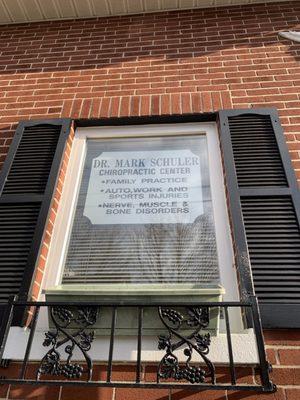 DR. MARK SCHULER
CHIROPRACTIC CENTER
*FAMILY PRACTICE
*AUTO,WORK AND
SPORTS INJURIES
*NERVE, MUSCLE &
BONE DISORDERS